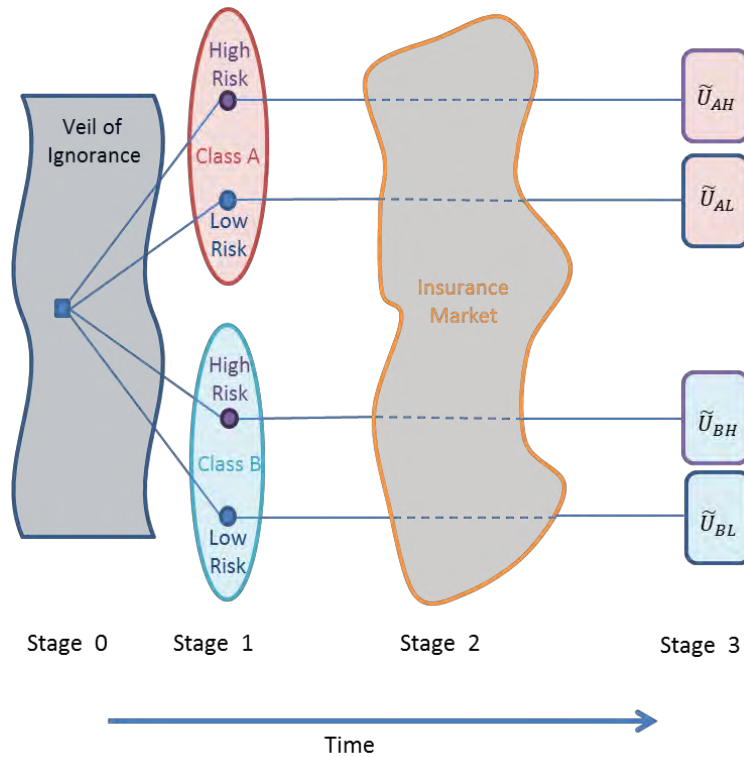 Veil of
Ignorance
High
Risk
Class A
Low
Risk
High
Risk
Class B
Low
Risk
Insurance
Market
Ũ_AH
Ũ_AL
Ũ_BH
Ũ_BL
Stage 0
Stage 1
Stage 2
Stage 3
Time